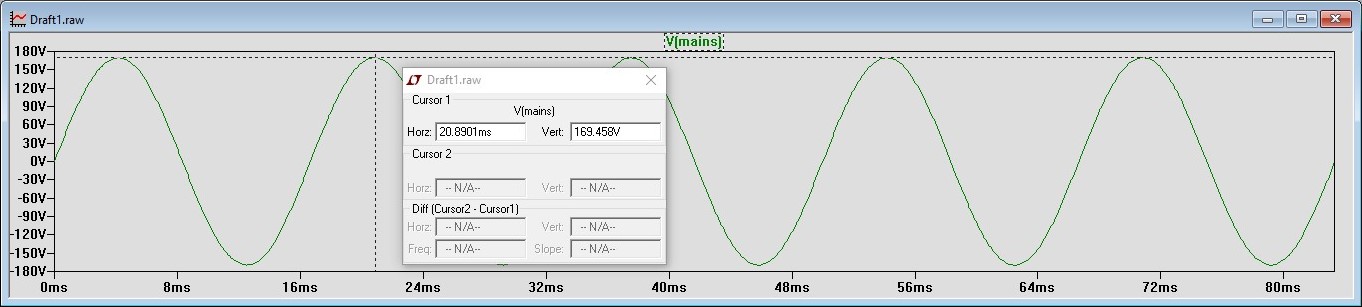 Draft1.raw
V(mains)
180V
150V
120V
90V
60V
30V
0V
-30V
-60V
-90V
-120V
-150V
-180V
0ms 8ms 16ms 24ms 32ms 40ms 48ms 56ms 64ms 72ms 80ms
Draft1.raw
Cursor 1
V(mains)
Horz: 20.8901ms Vert: 169.458V
Cursor 2
Horz: -- N/A-- Vert: -- N/A--
Diff (Cursor2 - Cursor1)
Horz: -- N/A-- Vert: -- N/A--
Freq: -- N/A-- Slope: -- N/A--